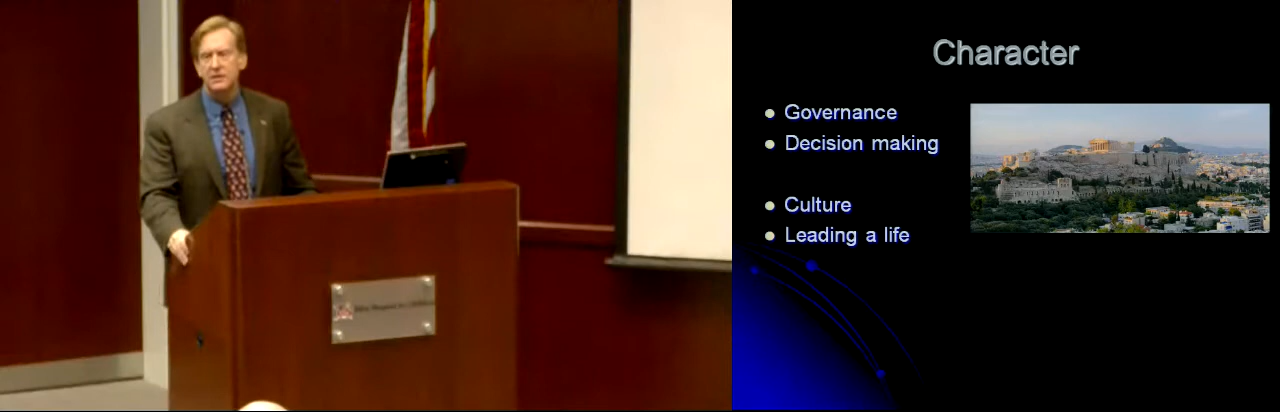 Character
Governance
Decision making
Culture
Leading a life